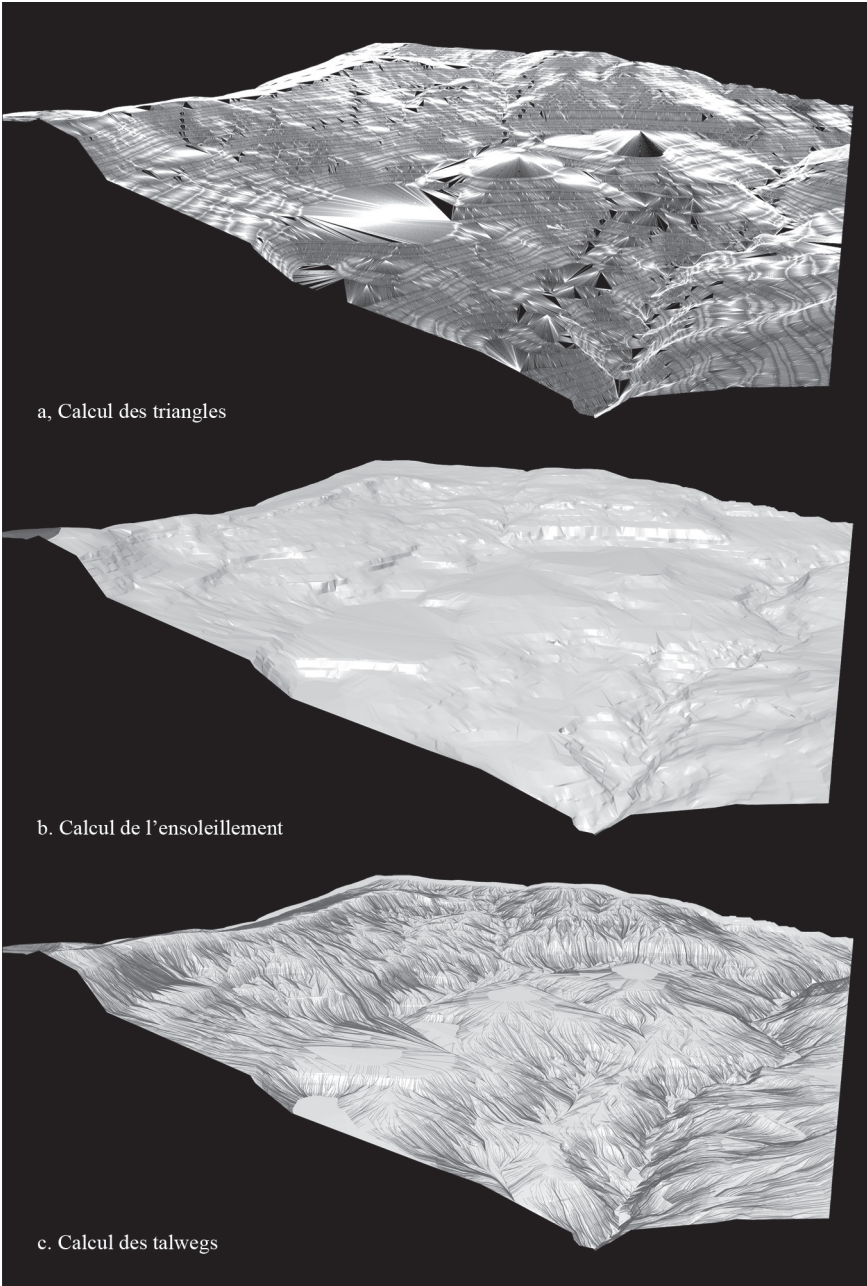 a, Calcul des triangles
b. Calcul de l’ensoleillement
c. Calcul des talwegs